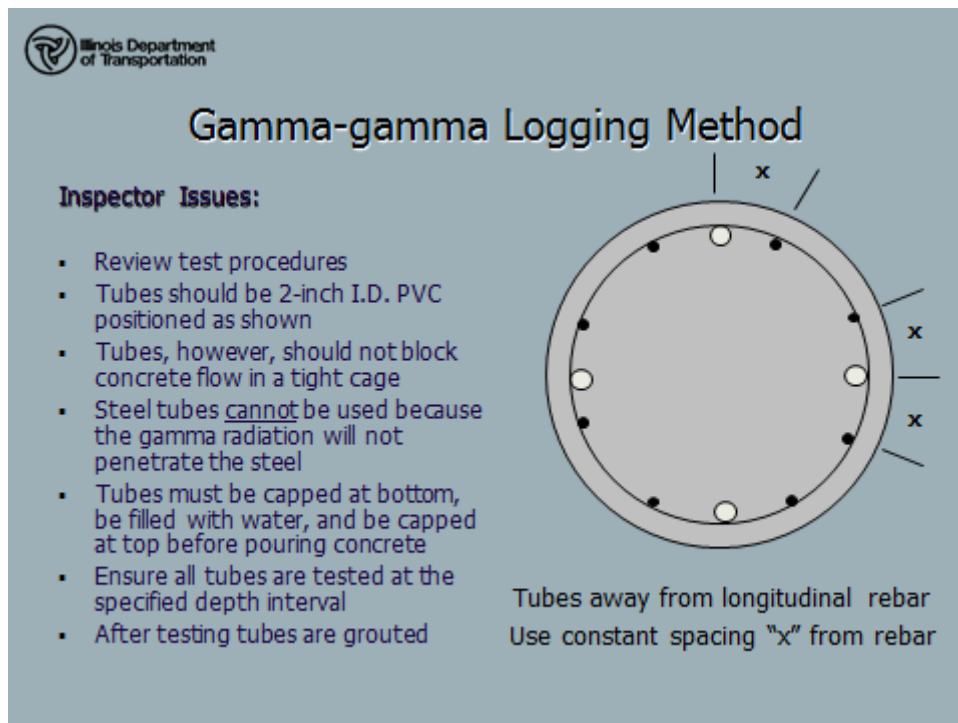 Illinois Department
of Transportation
Gamma-gamma Logging Method
x
Inspector Issues:
▪ Review test procedures
▪ Tubes should be 2-inch I.D. PVC
positioned as shown
▪ Tubes, however, should not block
concrete flow in a tight cage
▪ Steel tubes cannot be used because
the gamma radiation will not
penetrate the steel
▪ Tubes must be capped at bottom,
be filled with water, and be capped
at top before pouring concrete
▪ Ensure all tubes are tested at the
specified depth interval
▪ After testing tubes are grouted
x
x
Tubes away from longitudinal rebar
Use constant spacing “x” from rebar